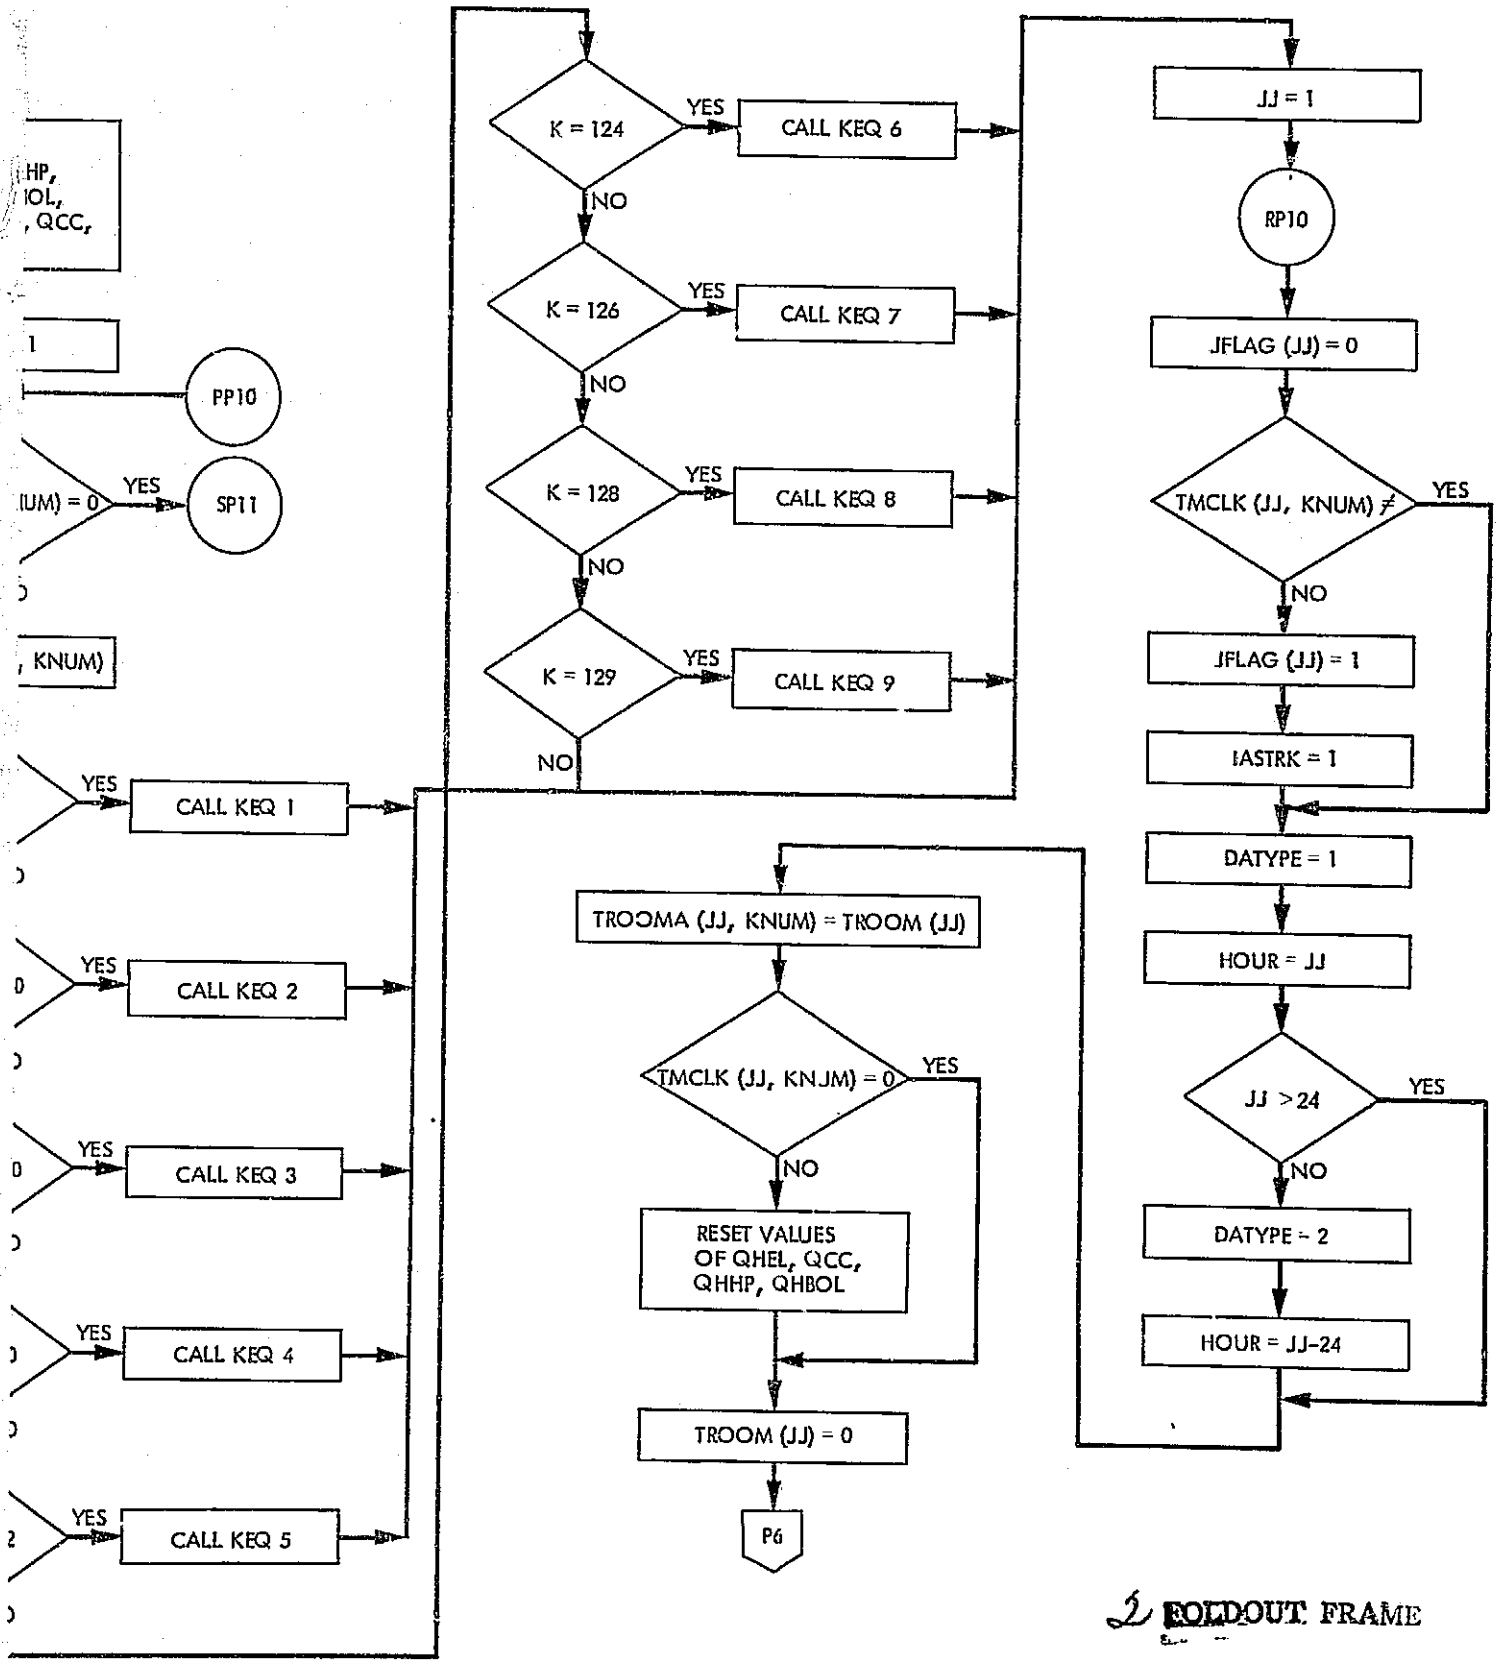 HP,
IOL,
, QCC,
1
PP10
UM) = 0
YES
SP11
, KNUM)
YES
CALL KEQ 1
YES
CALL KEQ 2
YES
CALL KEQ 3
YES
CALL KEQ 4
2
YES
CALL KEQ 5
K = 124
YES
CALL KEQ 6
NO
K = 126
YES
CALL KEQ 7
NO
K = 128
YES
CALL KEQ 8
NO
K = 129
YES
CALL KEQ 9
NO
JJ = 1
RP10
JFLAG (JJ) = 0
TMCLK (JJ, KNUM) ≠
YES
NO
JFLAG (JJ) = 1
IASTRK = 1
DATYPE = 1
HOUR = JJ
JJ > 24
YES
NO
DATYPE - 2
HOUR = JJ-24
TROOMA (JJ, KNUM) = TROOM (JJ)
TMCLK (JJ, KNJM) = 0
YES
NO
RESET VALUES
OF QHEL, QCC,
QHHP, QHBOL
TROOM (JJ) = 0
P6
2 FOLDOUT FRAME